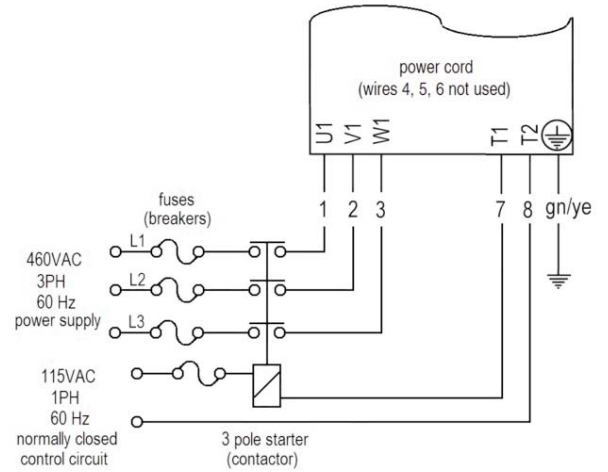 power cord
(wires 4, 5, 6 not used)
U1
V1
W1
T1
T2
1
2
3
7
8
gn/ye
fuses
(breakers)
L1
L2
L3
460VAC
3PH
60 Hz
power supply
115VAC
1PH
60 Hz
normally closed
control circuit
3 pole starter
(contactor)